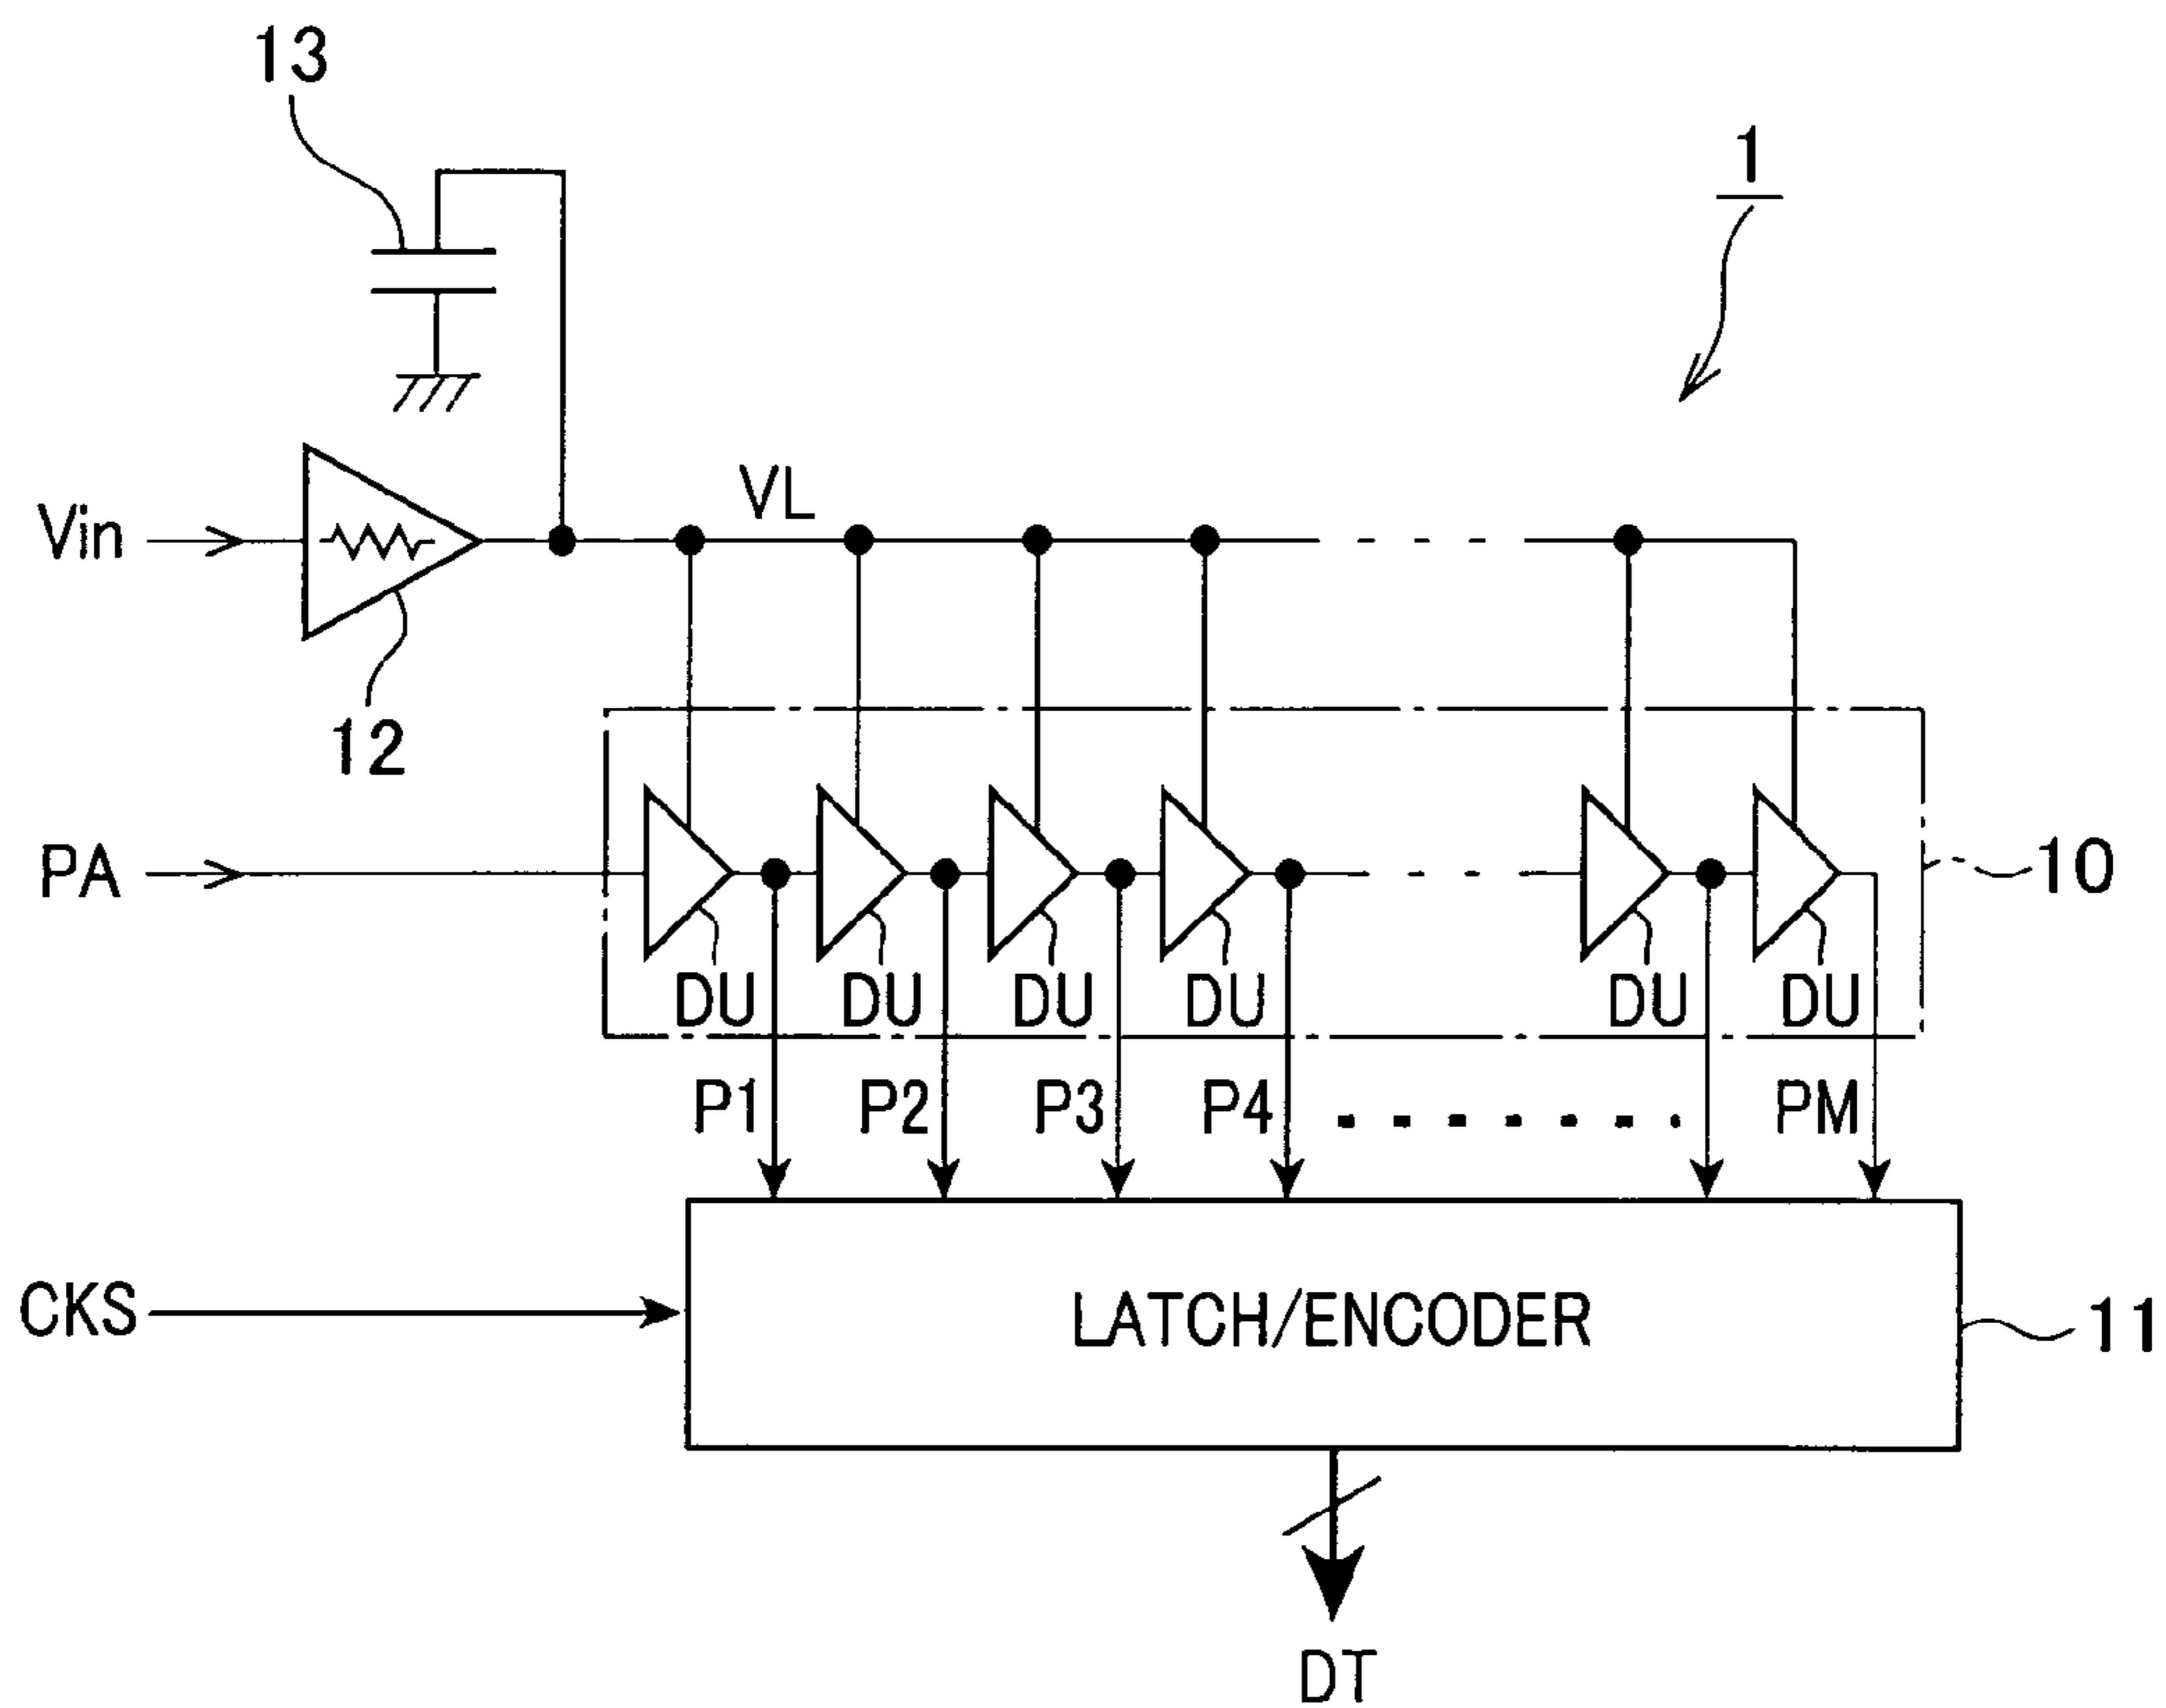 13
1
Vin
VL
12
PA
10
DU DU DU DU DU DU
P1 P2 P3 P4 PM
CKS
LATCH/ENCODER
11
DT